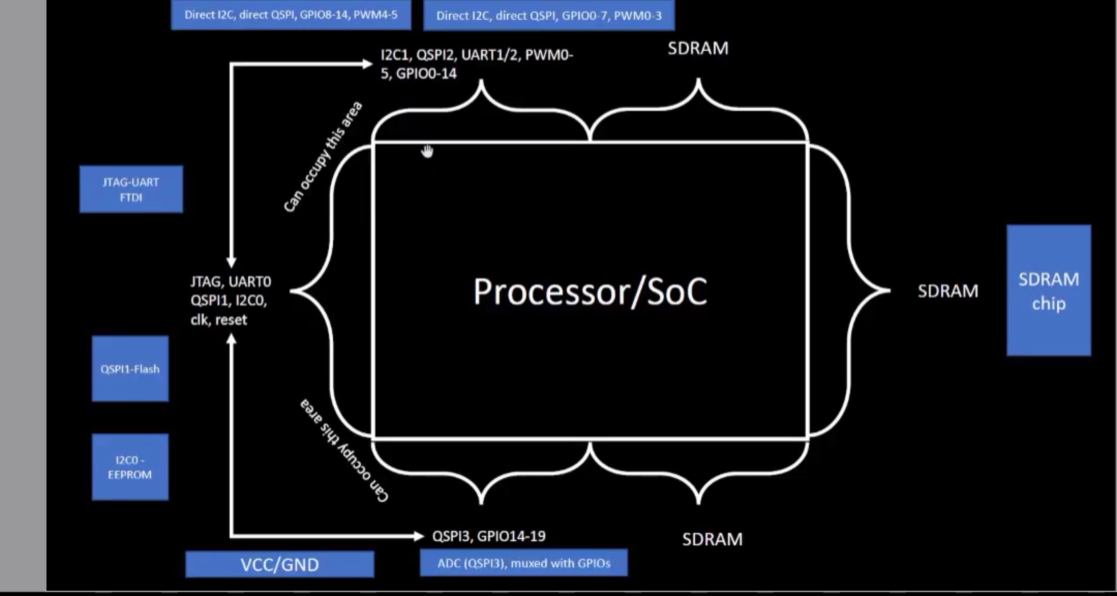 Direct I2C, direct QSPI, GPIO8-14, PWM4-5
Direct I2C, direct QSPI, GPIO0-7, PWM0-3
I2C1, QSPI2, UART1/2, PWM0-
5, GPIO0-14
SDRAM
Can occupy this area
JTAG-UART
FTDI
JTAG, UART0
QSPI1, I2C0,
clk, reset
Processor/SoC
SDRAM
SDRAM
chip
QSPI1-Flash
I2C0 -
EEPROM
Can occupy this area
QSPI3, GPIO14-19
SDRAM
VCC/GND
ADC (QSPI3), muxed with GPIOs